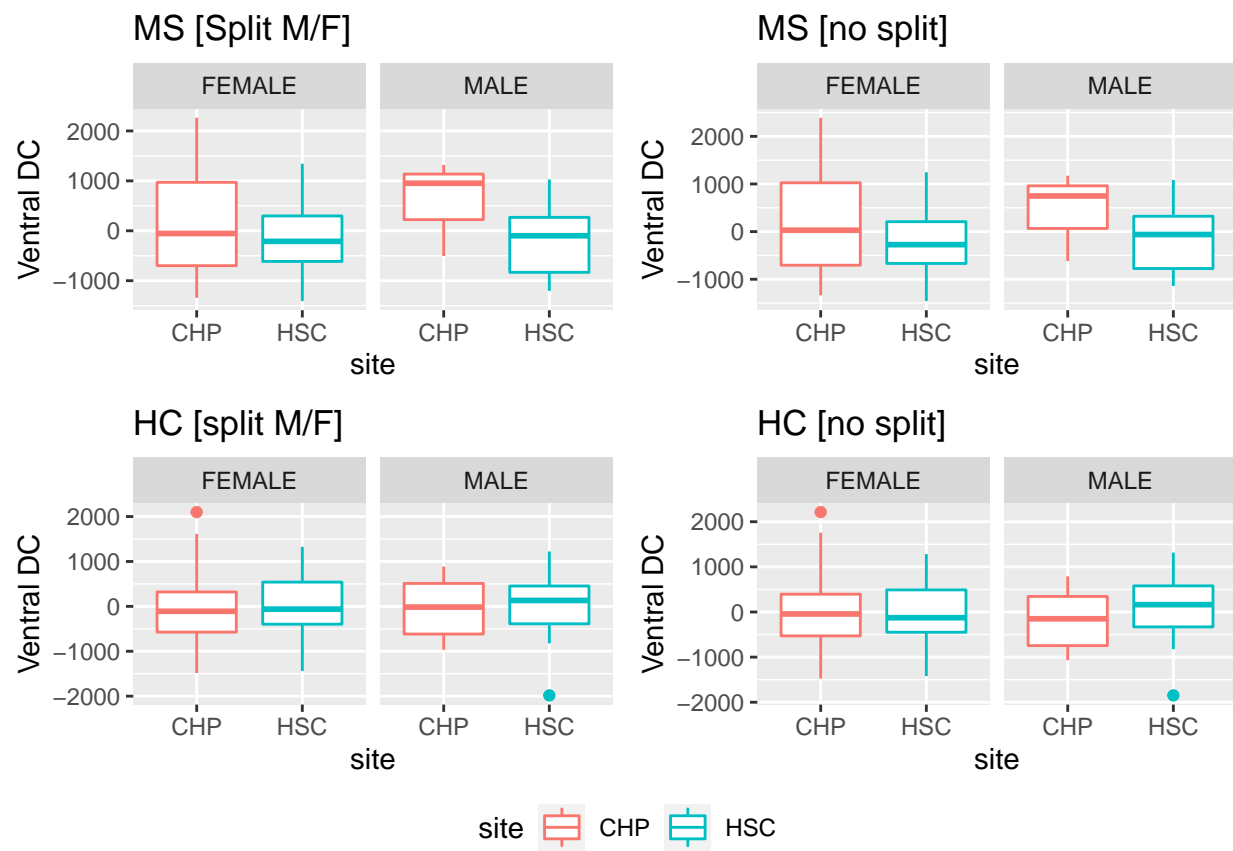 MS [Split M/F]
FEMALE MALE
Ventral DC
2000
1000
0
−1000
CHP HSC CHP HSC
site
MS [no split]
FEMALE MALE
Ventral DC
2000
1000
0
−1000
CHP HSC CHP HSC
site
HC [split M/F]
FEMALE MALE
Ventral DC
2000
1000
0
−1000
−2000
CHP HSC CHP HSC
site
HC [no split]
FEMALE MALE
Ventral DC
2000
1000
0
−1000
−2000
CHP HSC CHP HSC
site
site CHP HSC